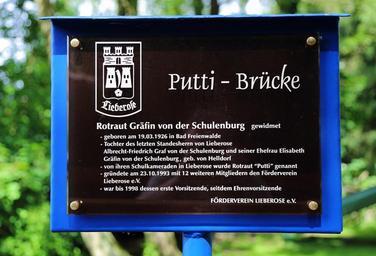 Lieberose
Putti - Brücke
Rotraut Gräfin von der Schulenburg gewidmet
- geboren am 19.03.1926 in Bad Freienwalde
- Tochter des letzten Standesherrn von Lieberose
Albrecht-Friedrich Graf von der Schulenburg und seiner Ehefrau Elisabeth
Gräfin von der Schulenburg, geb. von Helldorf
- von ihren Schulkameraden in Lieberose wurde Rotraut "Putti" genannt
- gründete am 23.10.1993 mit 12 weiteren Mitgliedern den Förderverein
Lieberose e.V.
- war bis 1998 dessen erste Vorsitzende, seitdem Ehrenvorsitzende
FÖRDERVEREIN LIEBEROSE e.V.